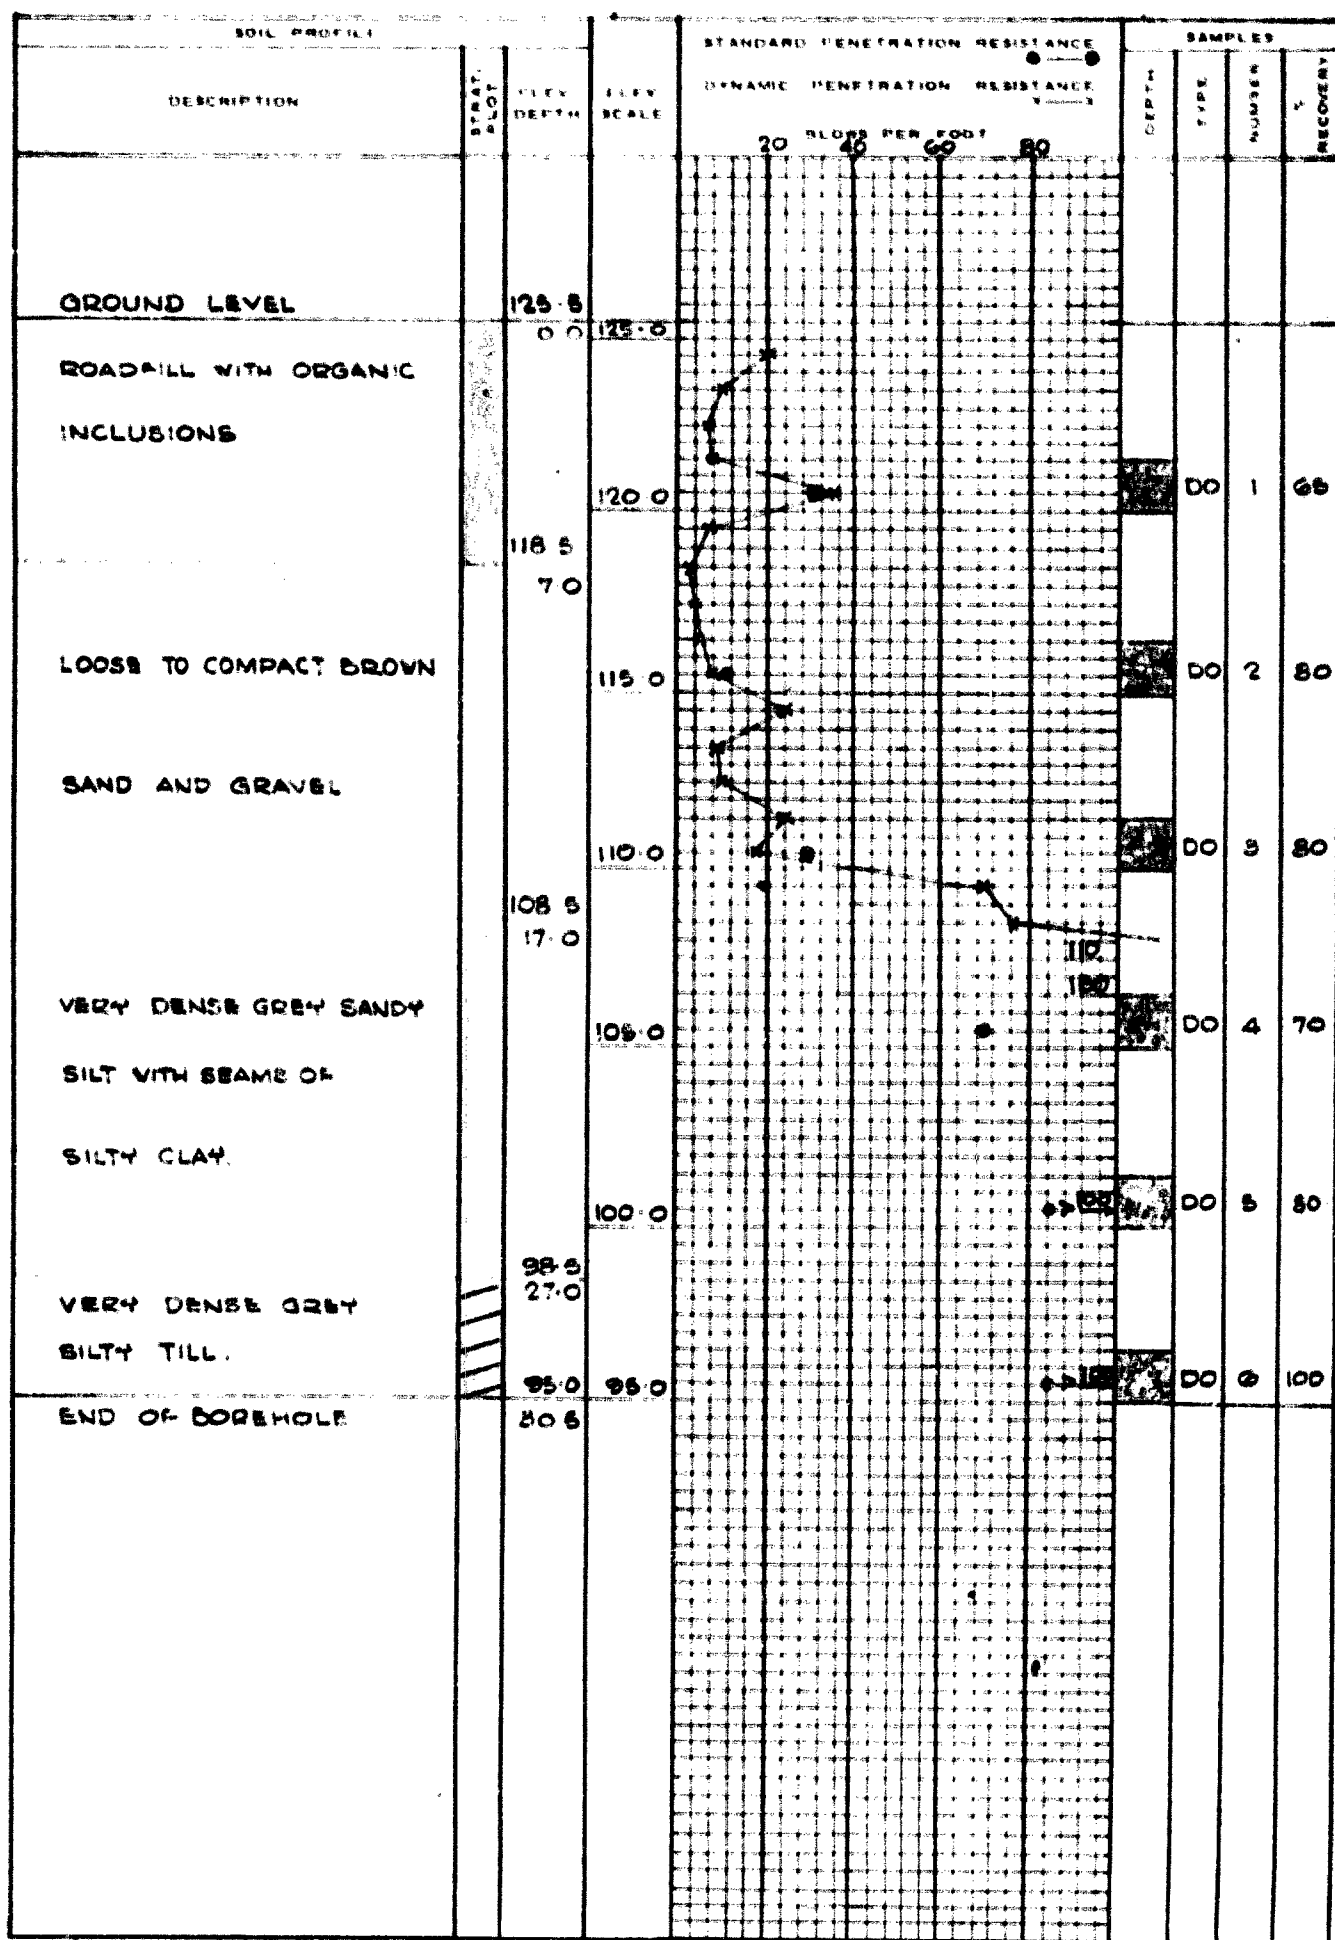 SOIL PROFILE
STANDARD PENETRATION RESISTANCE
SAMPLES
DESCRIPTION
STRAT. PLOT
ELEV DEPTH
ELEV SCALE
DYNAMIC PENETRATION RESISTANCE
DEPTH
TYPE
NUMBER
% RECOVERY
BLOWS PER FOOT
20 40 60 80
GROUND LEVEL 125.5
0.0 125.0
ROADFILL WITH ORGANIC
INCLUSIONS
120.0 DO 1 65
118.5
7.0
LOOSE TO COMPACT BROWN 115.0 DO 2 80
SAND AND GRAVEL
110.0 DO 3 80
108.5
17.0
110
VERY DENSE GREY SANDY
105.0 DO 4 70
SILT WITH SEAMS OF
SILTY CLAY.
100.0 100 DO 5
98.5
27.0
VERY DENSE GREY
SILTY TILL.
95.0 95.0 DO 6 100
END OF BOREHOLE 30.5